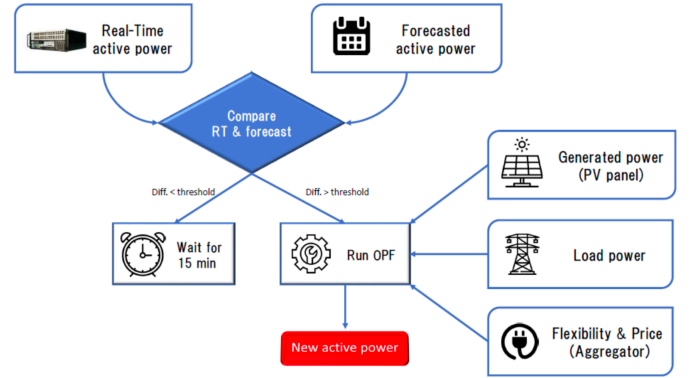 Real-Time
active power
Forecasted
active power
Compare
RT & forecast
Diff. < threshold
Diff. > threshold
Wait for
15 min
Run OPF
Generated power
(PV panel)
Load power
Flexibility & Price
(Aggregator)
New active power